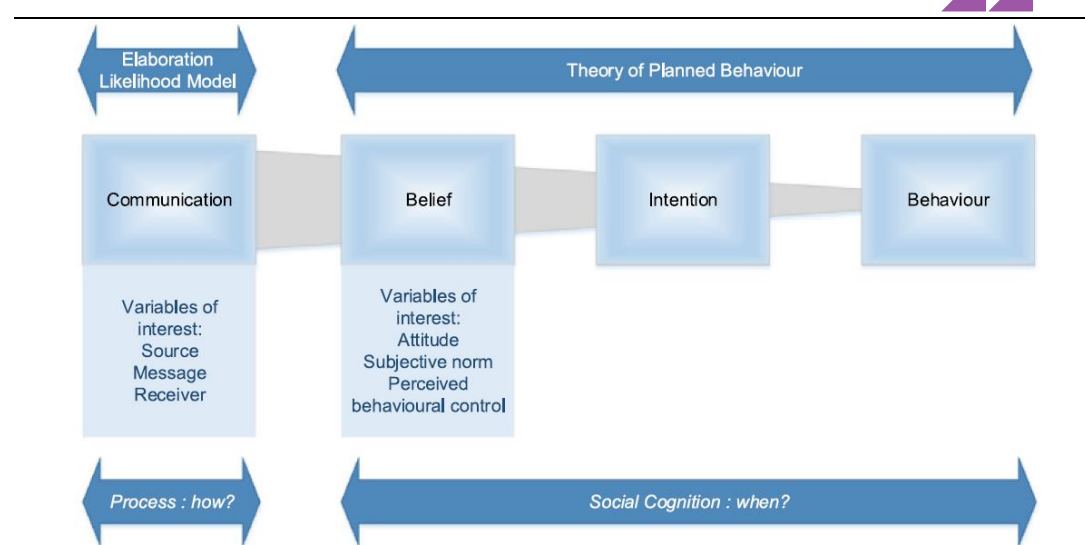 Elaboration
Likelihood Model
Theory of Planned Behaviour
Communication
Belief
Intention
Behaviour
Variables of
interest:
Source
Message
Receiver
Variables of
interest:
Attitude
Subjective norm
Perceived
behavioural control
Process : how?
Social Cognition : when?